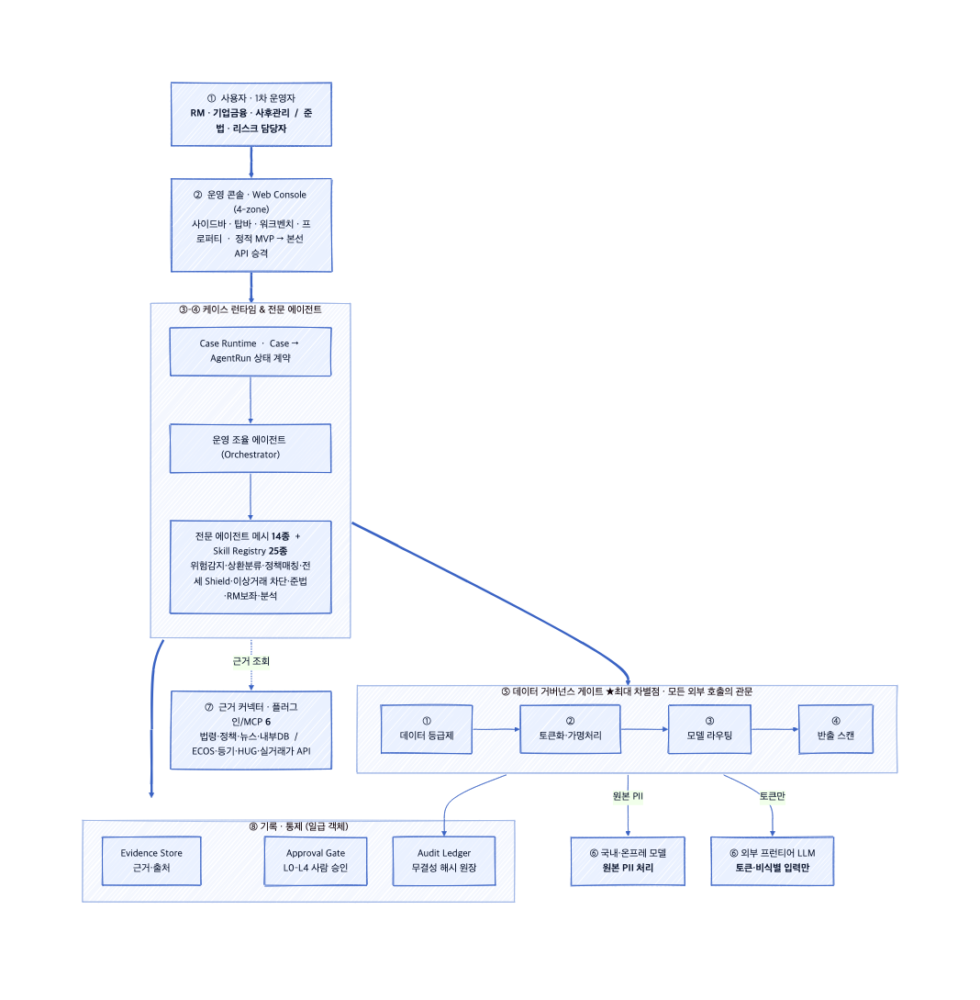 ① 사용자 · 1차 운영자
RM · 기업금융 · 사후관리 / 준
법 · 리스크 담당자
② 운영 콘솔 · Web Console
(4-zone)
사이드바 · 탑바 · 워크벤치 · 프
로퍼티 · 정적 MVP → 본선
API 승격
③-④ 케이스 런타임 & 전문 에이전트
Case Runtime · Case →
AgentRun 상태 계약
운영 조율 에이전트
(Orchestrator)
전문 에이전트 메시 14종 +
Skill Registry 25종
위험감지·상환분류·정책매칭·전
세 Shield·이상거래 차단·준법
·RM보좌·분석
근거 조회
⑦ 근거 커넥터 · 플러그
인/MCP 6
법령·정책·뉴스·내부DB /
ECOS·등기·HUG·실거래가 API
⑤ 데이터 거버넌스 게이트 ★최대 차별점 · 모든 외부 호출의 관문
①
데이터 등급제
②
토큰화·가명처리
③
모델 라우팅
④
반출 스캔
원본 PII
토큰만
⑧ 기록 · 통제 (일급 객체)
Evidence Store
근거·출처
Approval Gate
L0-L4 사람 승인
Audit Ledger
무결성 해시 원장
⑥ 국내·온프레 모델
원본 PII 처리
⑥ 외부 프런티어 LLM
토큰·비식별 입력만